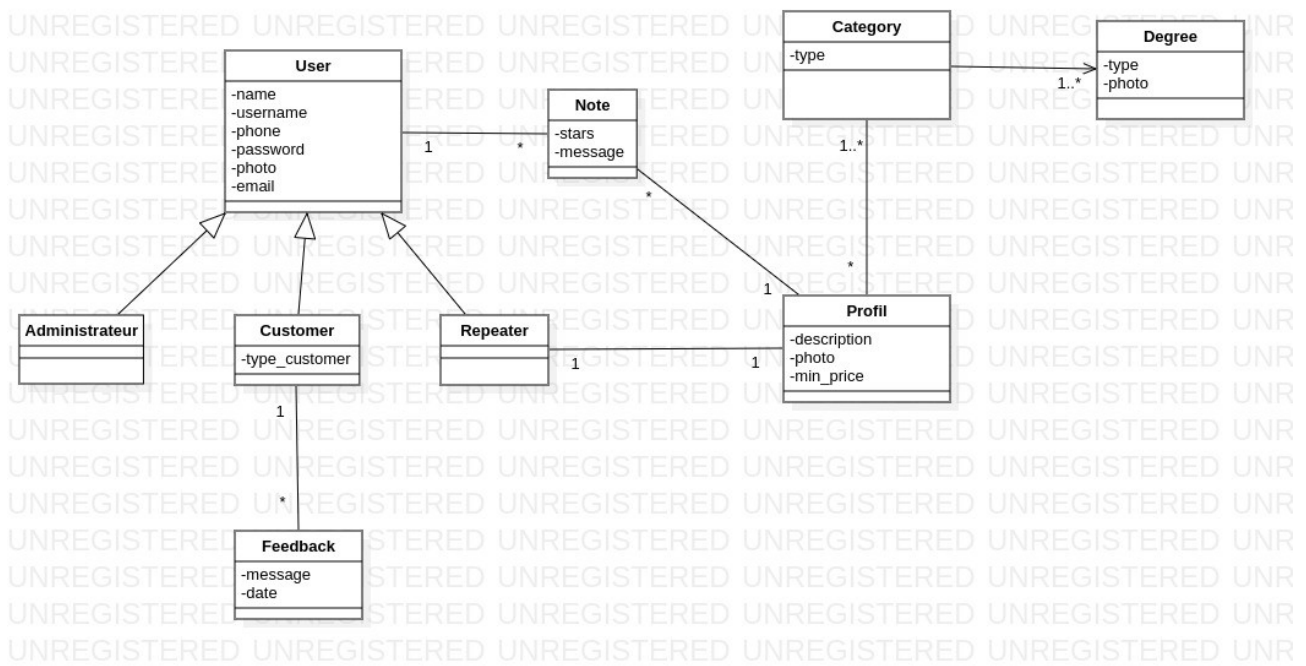 UNREGISTERED
User
-name
-username
-phone
-password
-photo
-email
1
*
Note
-stars
-message
*
1
Category
-type
1..*
Degree
-type
-photo
1..*
*
Administrateur
Customer
-type_customer
Repeater
1
1
Profil
-description
-photo
-min_price
1
*
Feedback
-message
-date